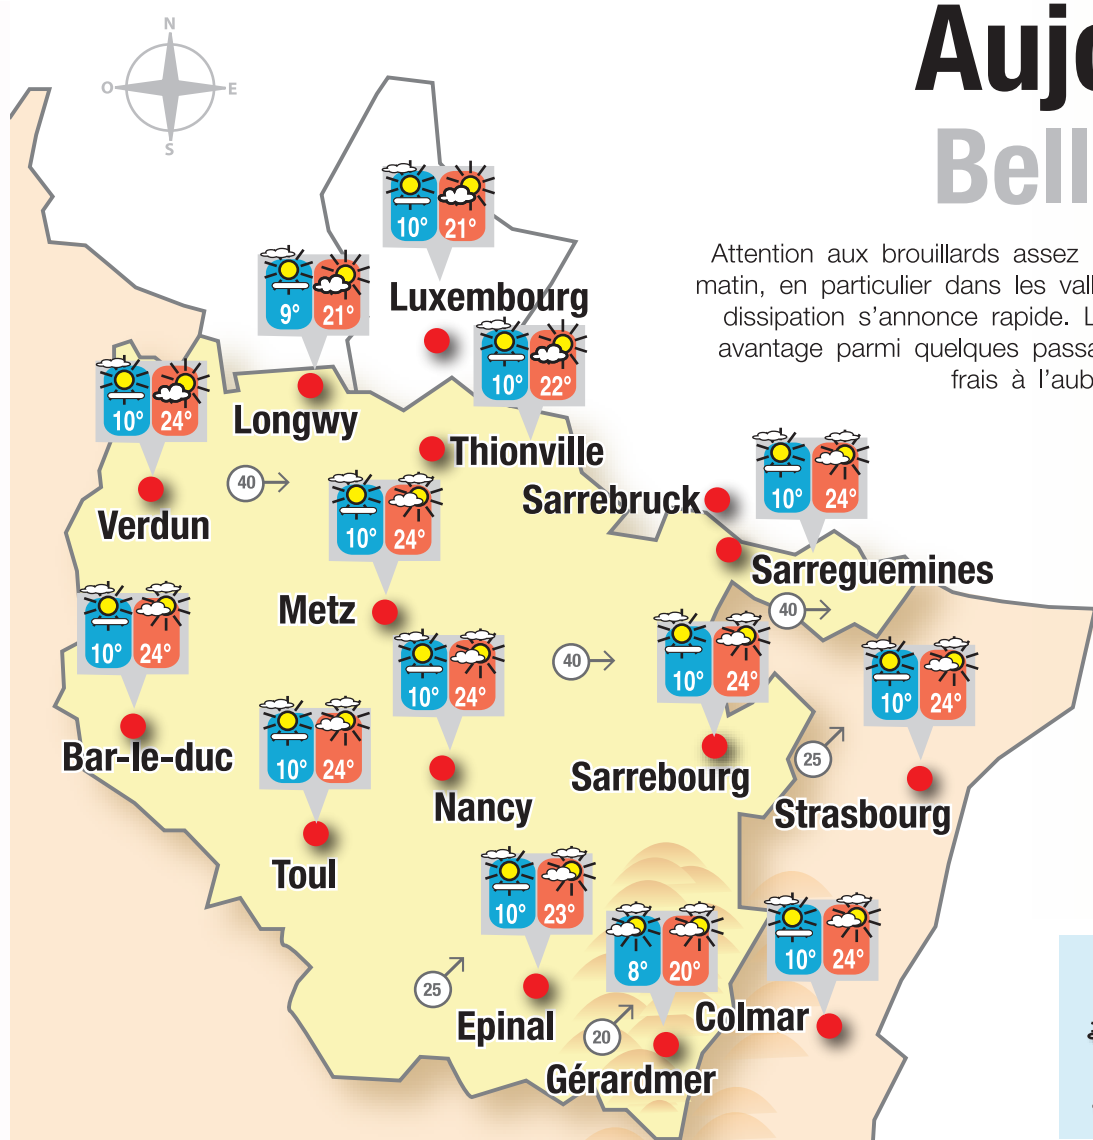 N
O
E
S
Aujo
Bell
Attention aux brouillards assez
matin, en particulier dans les vall
dissipation s'annonce rapide. L
avantage parmi quelques passa
frais à l'aub
10° 21°
Luxembourg
9° 21°
Longwy
10° 22°
Thionville
10° 24°
Verdun
40
10° 24°
Metz
Sarrebruck
10° 24°
Sarreguemines
40
10° 24°
Bar-le-duc
10° 24°
Nancy
40
10° 24°
Sarrebourg
10° 24°
Strasbourg
25
10° 24°
Toul
10° 23°
Epinal
25
8° 20°
Gérardmer
20
10° 24°
Colmar